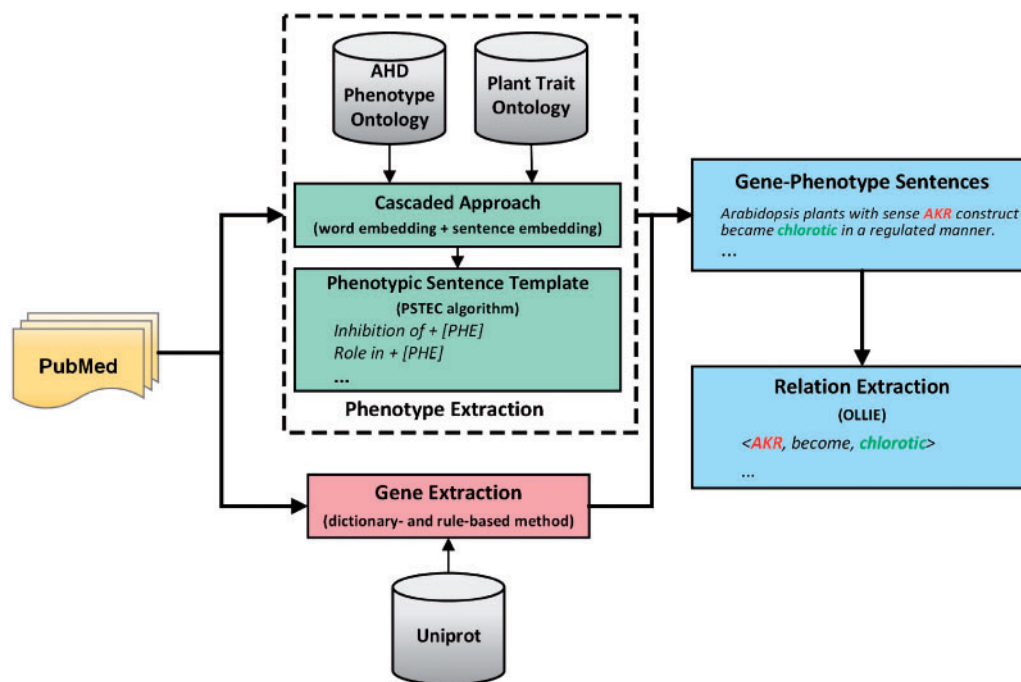 AHD
Phenotype
Ontology
Plant Trait
Ontology
Cascaded Approach
(word embedding + sentence embedding)
Phenotypic Sentence Template
(PSTEC algorithm)
Inhibition of + [PHE]
Role in + [PHE]
...
Phenotype Extraction
PubMed
Gene Extraction
(dictionary- and rule-based method)
Uniprot
Gene-Phenotype Sentences
Arabidopsis plants with sense AKR construct
became chlorotic in a regulated manner.
...
Relation Extraction
(OLLIE)
<AKR, become, chlorotic>
...